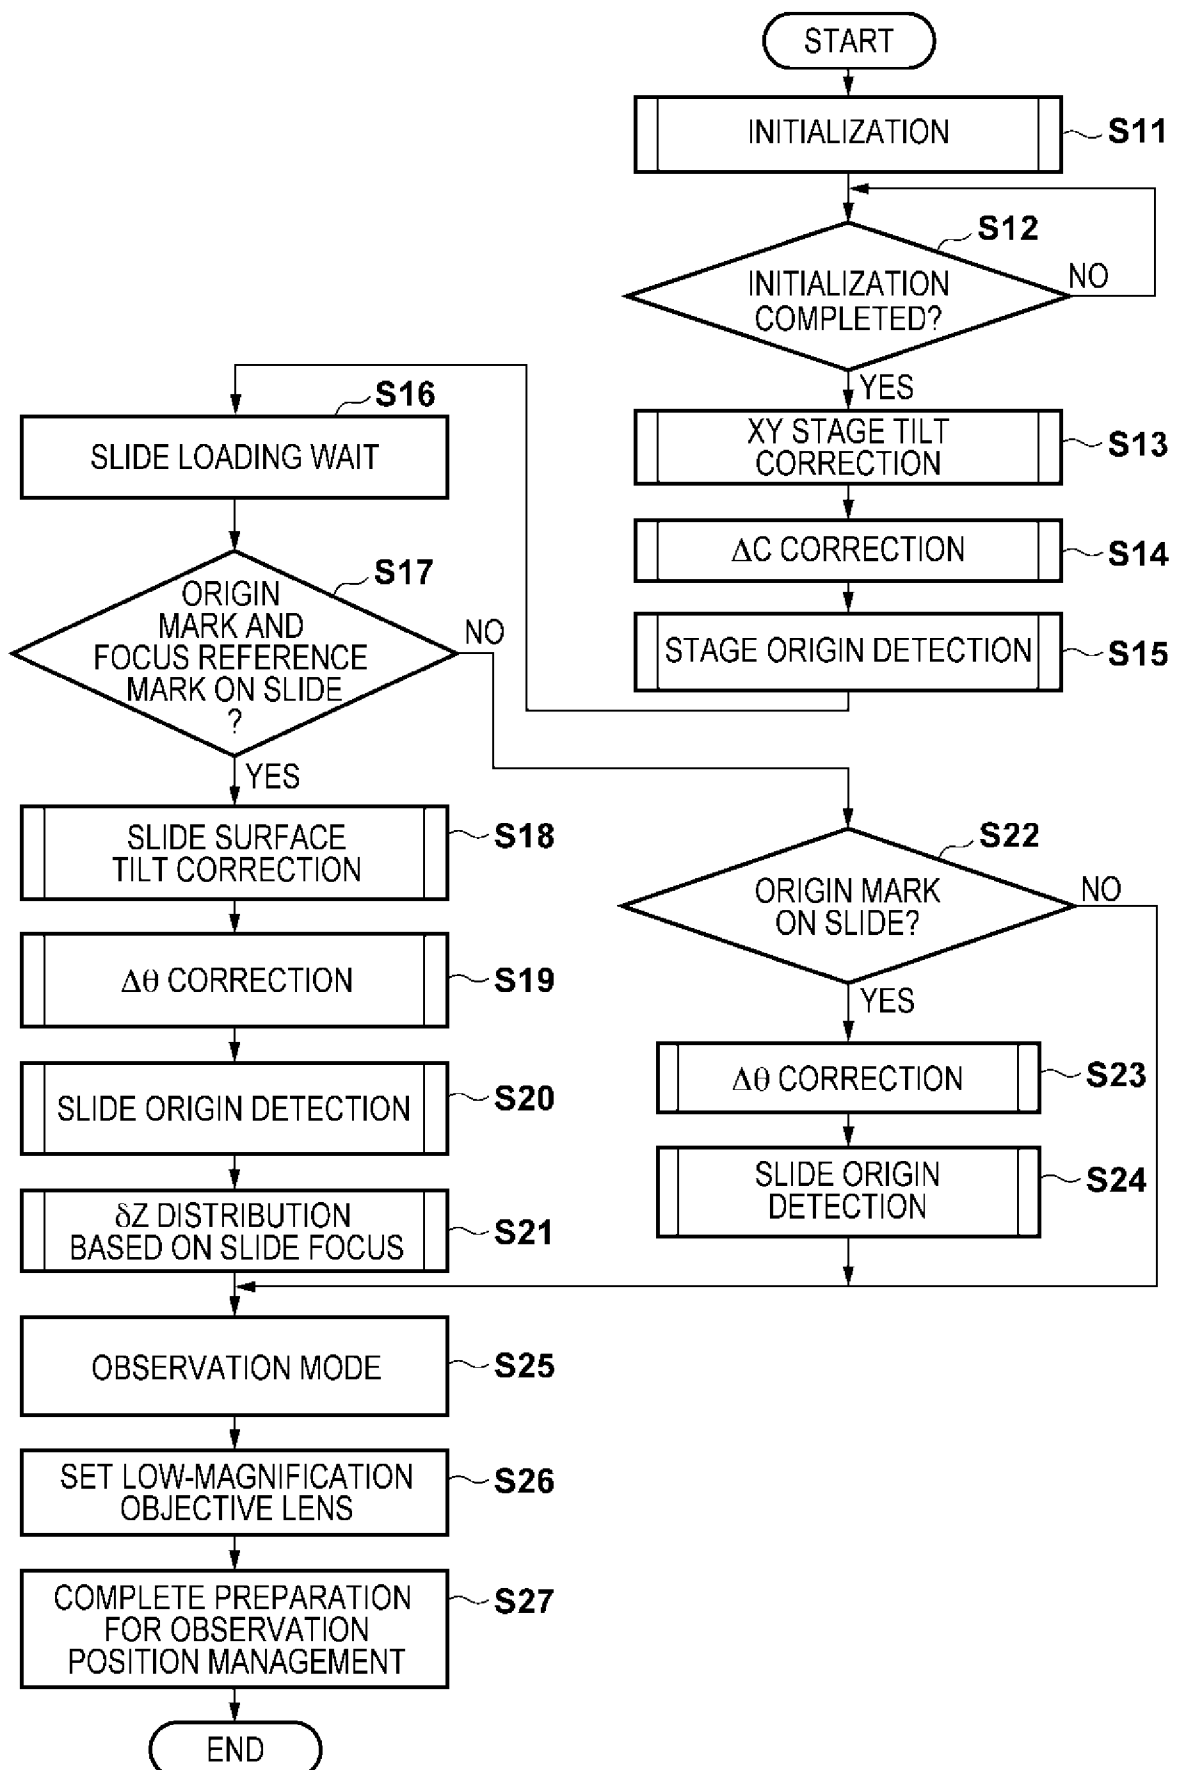 START
INITIALIZATION
S11
S12
INITIALIZATION
COMPLETED?
NO
YES
XY STAGE TILT
CORRECTION
S13
ΔC CORRECTION
S14
STAGE ORIGIN DETECTION
S15
S16
SLIDE LOADING WAIT
S17
ORIGIN
MARK AND
FOCUS REFERENCE
MARK ON SLIDE
?
NO
YES
SLIDE SURFACE
TILT CORRECTION
S18
Δθ CORRECTION
S19
SLIDE ORIGIN DETECTION
S20
δZ DISTRIBUTION
BASED ON SLIDE FOCUS
S21
S22
ORIGIN MARK
ON SLIDE?
NO
YES
Δθ CORRECTION
S23
SLIDE ORIGIN
DETECTION
S24
OBSERVATION MODE
S25
SET LOW-MAGNIFICATION
OBJECTIVE LENS
S26
COMPLETE PREPARATION
FOR OBSERVATION
POSITION MANAGEMENT
S27
END